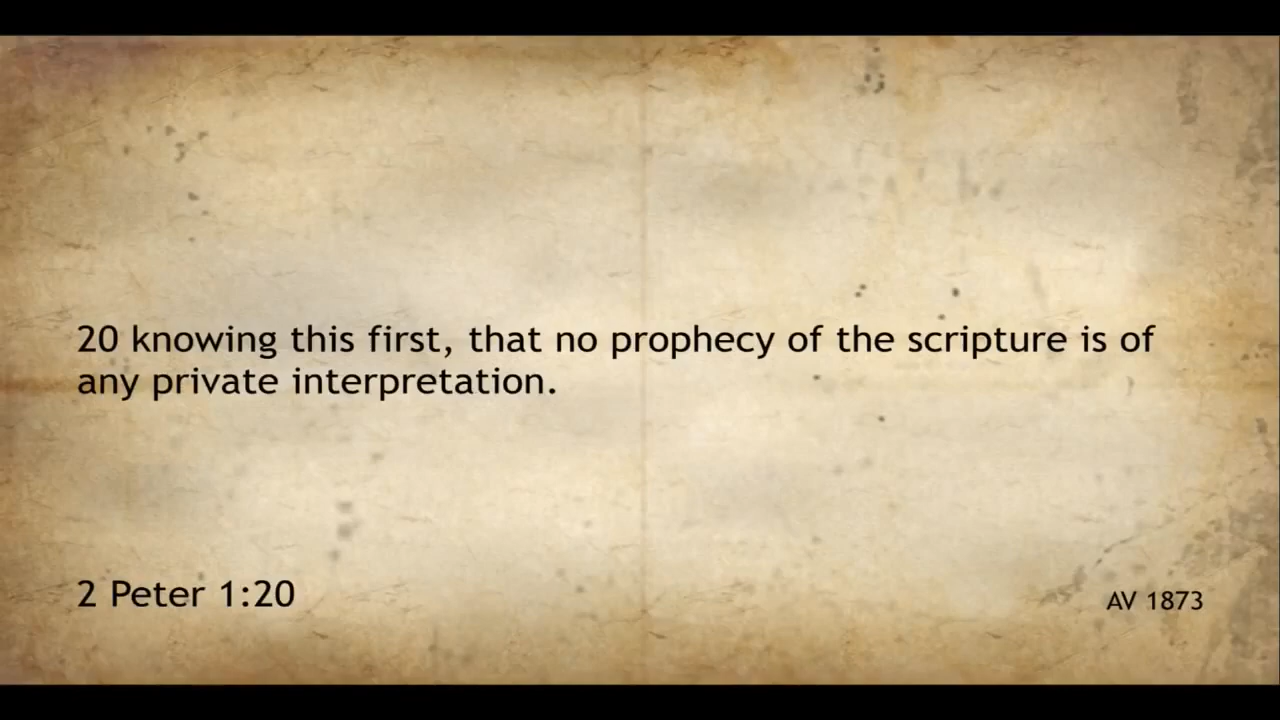 20 knowing this first, that no prophecy of the scripture is of
any private interpretation.
2 Peter 1:20
AV 1873